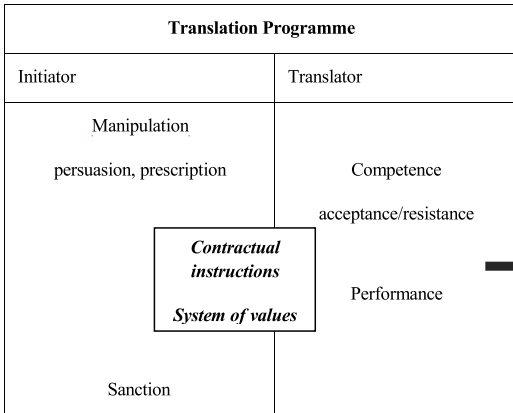 Translation Programme
Initiator
Translator
Manipulation
persuasion, prescription
Competence
acceptance/resistance
Contractual
instructions
System of values
Performance
Sanction